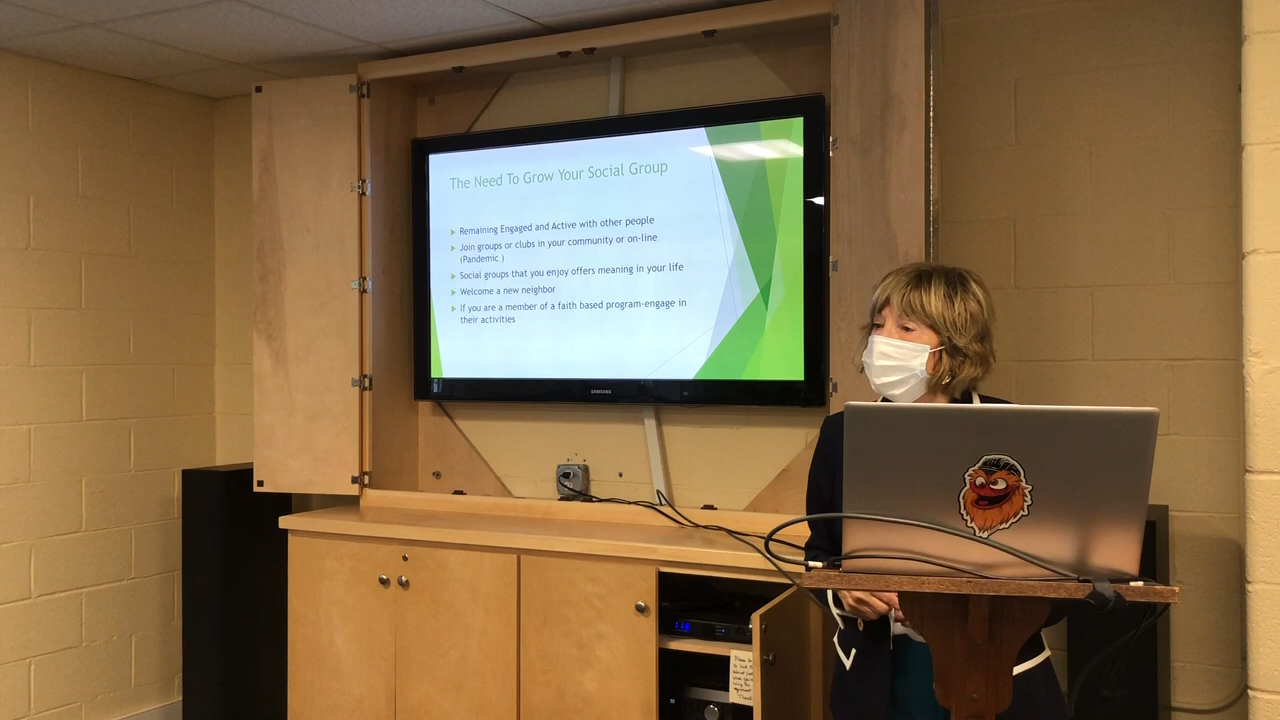 The Need To Grow Your Social Group
Remaining Engaged and Active with other people
Join groups or clubs in your community or on-line
(Pandemic )
Social groups that you enjoy offers meaning in your life
Welcome a new neighbor
If you are a member of a faith based program-engage in
their activities
SAMSUNG
Please